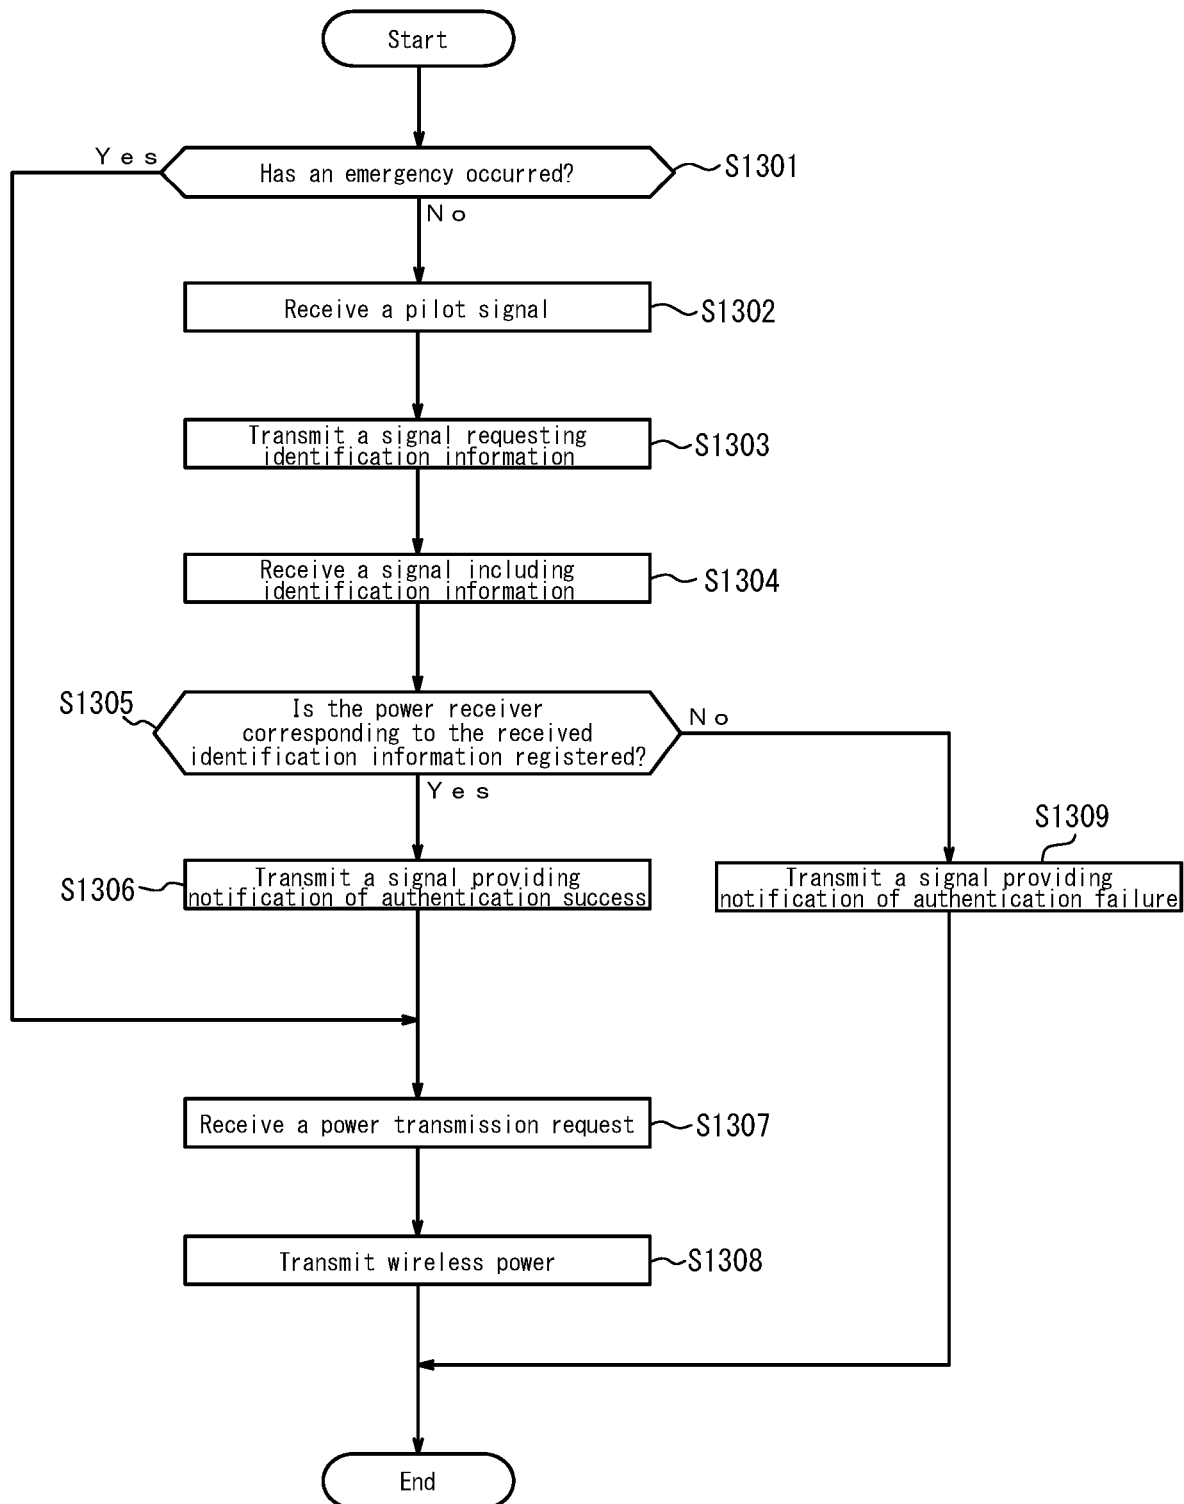 Start
Yes
Has an emergency occurred?
S1301
No
Receive a pilot signal
S1302
Transmit a signal requesting
identification information
S1303
Receive a signal including
identification information
S1304
S1305
Is the power receiver
corresponding to the received
identification information registered?
No
Yes
S1309
S1306
Transmit a signal providing
notification of authentication success
Transmit a signal providing
notification of authentication failure
Receive a power transmission request
S1307
Transmit wireless power
S1308
End